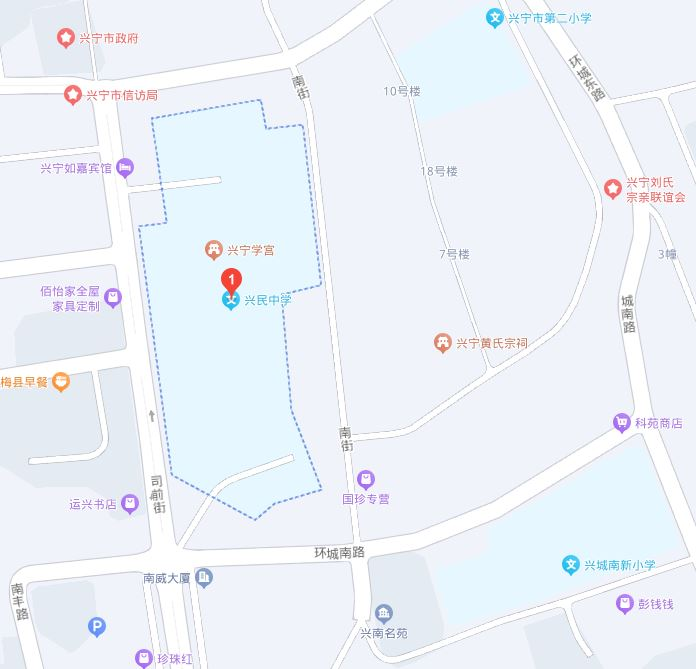 兴宁市第二小学
兴宁市政府
环城东路
南街
10号楼
兴宁市信访局
兴宁如嘉宾馆
18号楼
兴宁刘氏
宗亲联谊会
兴宁学宫
7号楼
3幢
1
佰怡家全屋
家具定制
兴民中学
城南路
兴宁黄氏宗祠
梅县早餐
科苑商店
南街
司前街
国珍专营
运兴书店
环城南路
兴城南新小学
南威大厦
南丰路
彭钱钱
P
兴南名苑
珍珠红